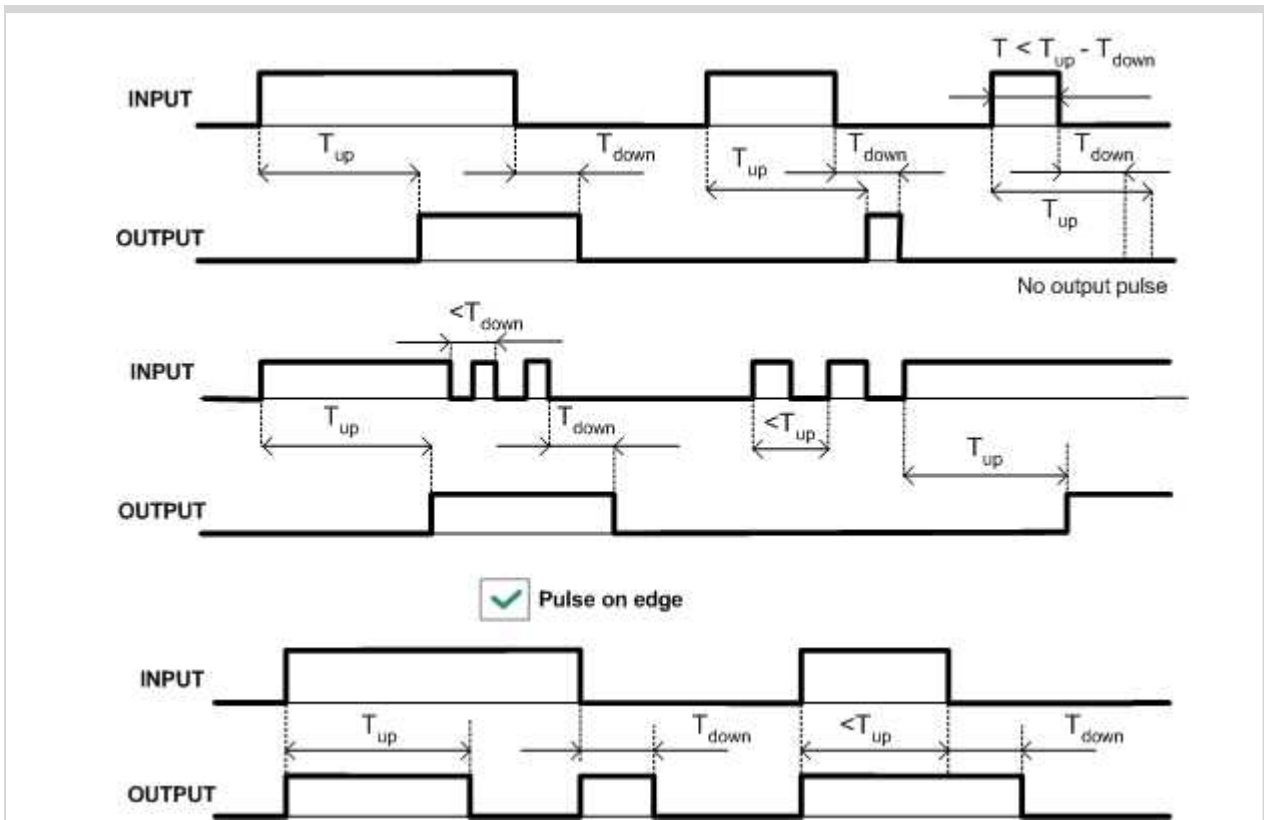 T < Tup - Tdown
INPUT
Tup
Tdown
Tup
Tdown
Tdown
Tup
OUTPUT
No output pulse
<Tdown
INPUT
Tup
Tdown
<Tup
Tup
OUTPUT
Pulse on edge
INPUT
Tup
Tdown
<Tup
Tdown
OUTPUT